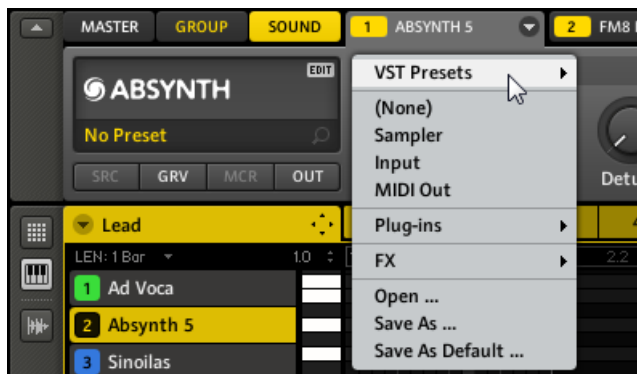 MASTER GROUP SOUND 1 ABSYNTH 5 2 FM8
EDIT
ABSYNTH
No Preset
SRC GRV MCR OUT
VST Presets
(None)
Sampler
Input
MIDI Out
Plug-ins
FX
Open ...
Save As ...
Save As Default ...
Detu
Lead
LEN: 1 Bar 1.0 2.2
1 Ad Voca
2 Absynth 5
3 Sinoilas